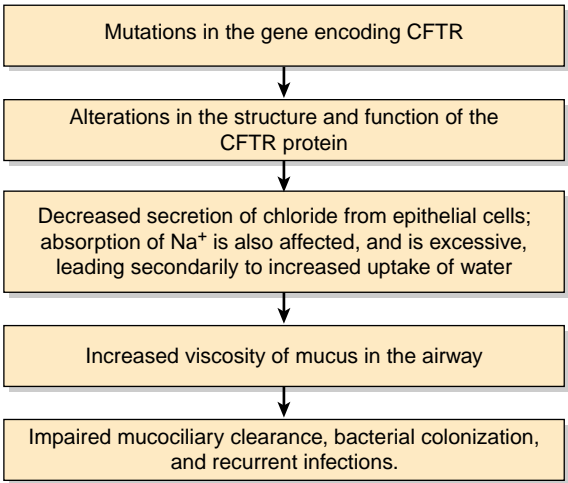 Mutations in the gene encoding CFTR
Alterations in the structure and function of the
CFTR protein
Decreased secretion of chloride from epithelial cells;
absorption of Na⁺ is also affected, and is excessive,
leading secondarily to increased uptake of water
Increased viscosity of mucus in the airway
Impaired mucociliary clearance, bacterial colonization,
and recurrent infections.